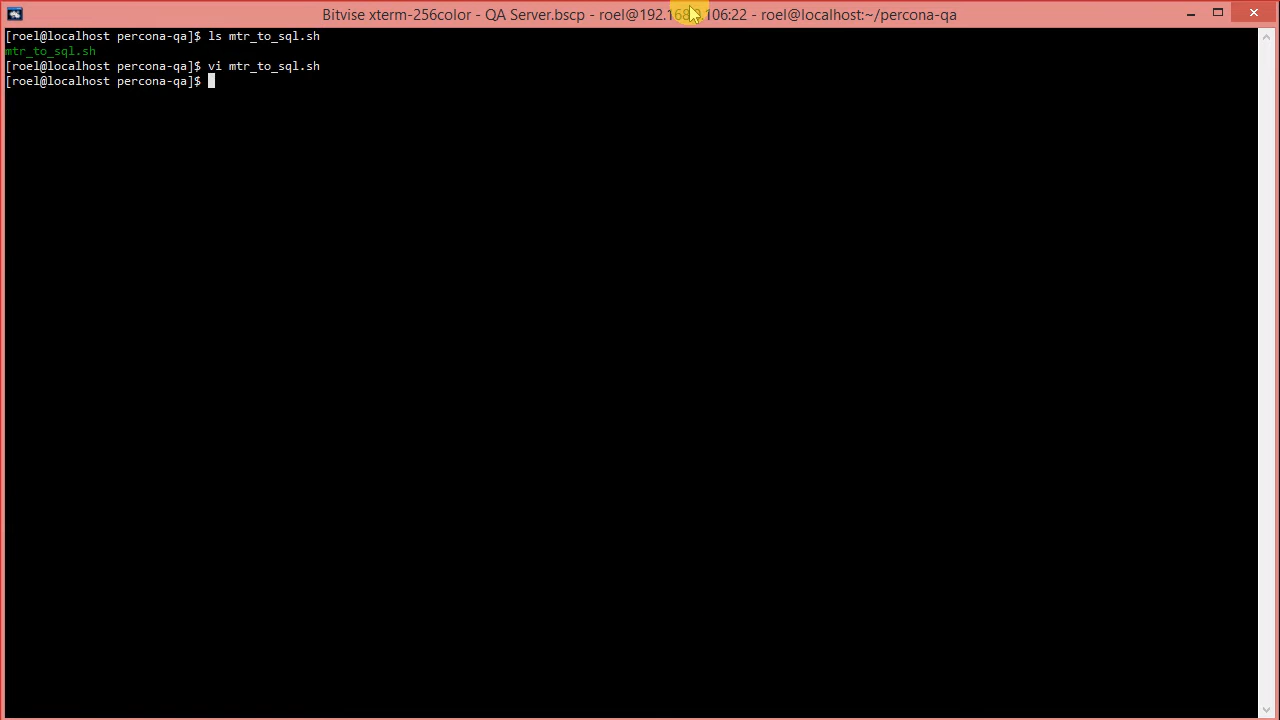 Bitvise xterm-256color - QA Server.bscp - roel@192.168. .106:22 - roel@localhost:~/percona-qa
[roel@localhost percona-qa]$ ls mtr_to_sql.sh
mtr_to_sql.sh
[roel@localhost percona-qa]$ vi mtr_to_sql.sh
[roel@localhost percona-qa]$